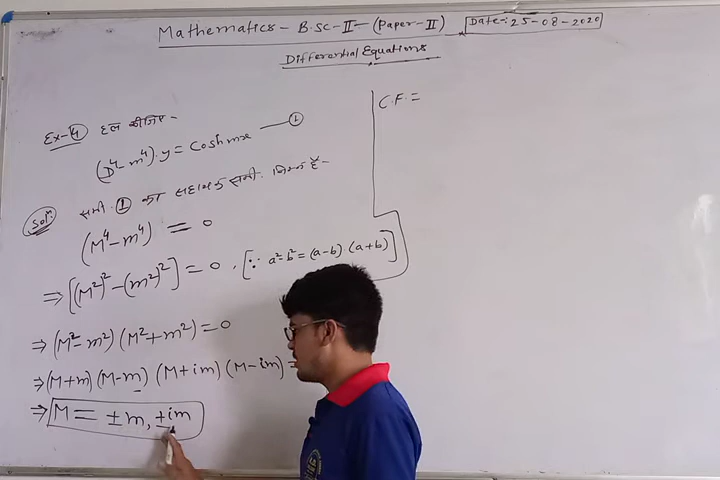 Mathematics - B.SC-II - (Paper-II) Date:-25-08-2020
Differential Equations
Ex-4 हल कीजिए -
(D⁴-m⁴).y = Coshmx — ①
Solⁿ समी. ① का सहायक समी. निम्न है -
(M⁴-m⁴) = 0
⇒ [(M²)²-(m²)²] = 0, [∵ a²-b²=(a-b).(a+b)]
⇒ (M²-m²)(M²+m²)=0
⇒ (M+m)(M-m)(M+im)(M-im) =
⇒ M = ±m, ±im
C.F. =